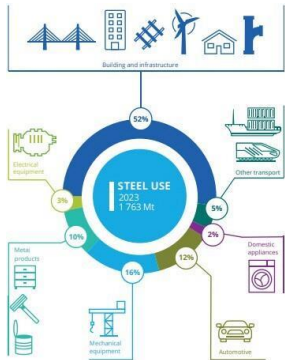 Building and infrastructure
52%
Electrical
equipment
3%
Other transport
5%
STEEL USE
2023
1 763 Mt
2%
Domestic
appliances
Metal
products
10%
12%
16%
Mechanical
equipment
Automotive